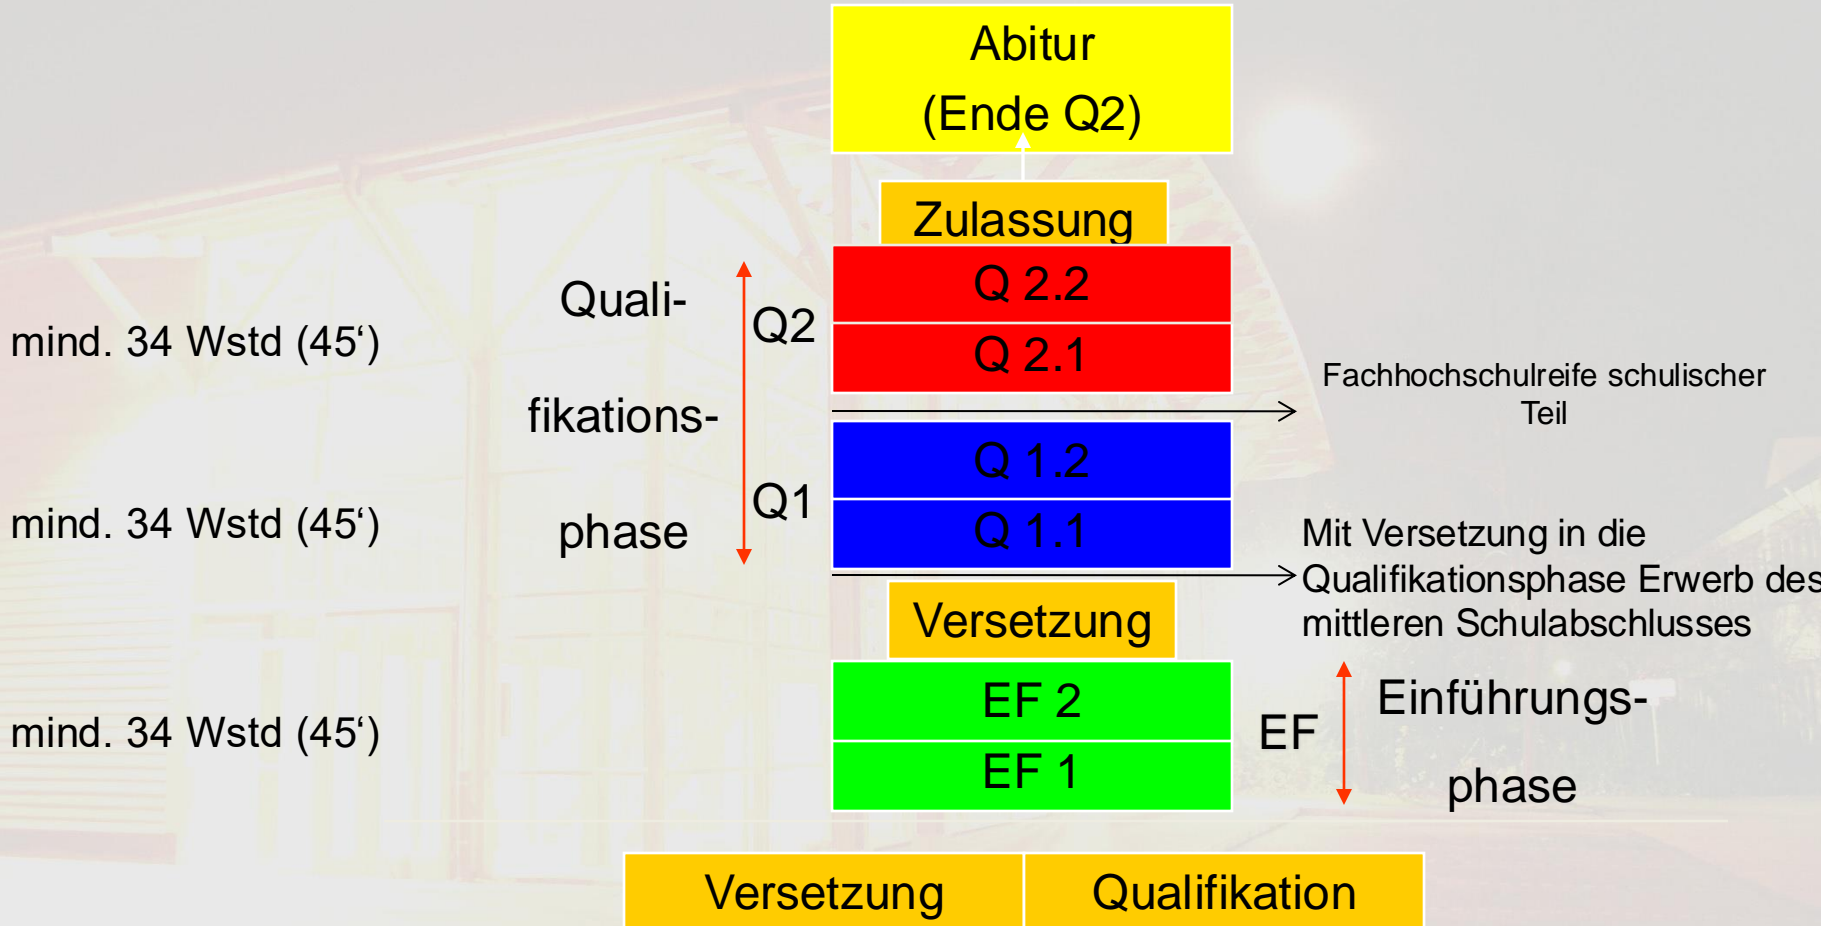 Abitur
(Ende Q2)
Zulassung
Q 2.2
Quali-
Q2
mind. 34 Wstd (45‘)
Q 2.1
Fachhochschulreife schulischer
Teil
fikations-
Q 1.2
Q1
mind. 34 Wstd (45‘)
phase
Q 1.1
Mit Versetzung in die
Qualifikationsphase Erwerb des
mittleren Schulabschlusses
Versetzung
EF 2
Einführungs-
EF
mind. 34 Wstd (45‘)
EF 1
phase
Versetzung
Qualifikation